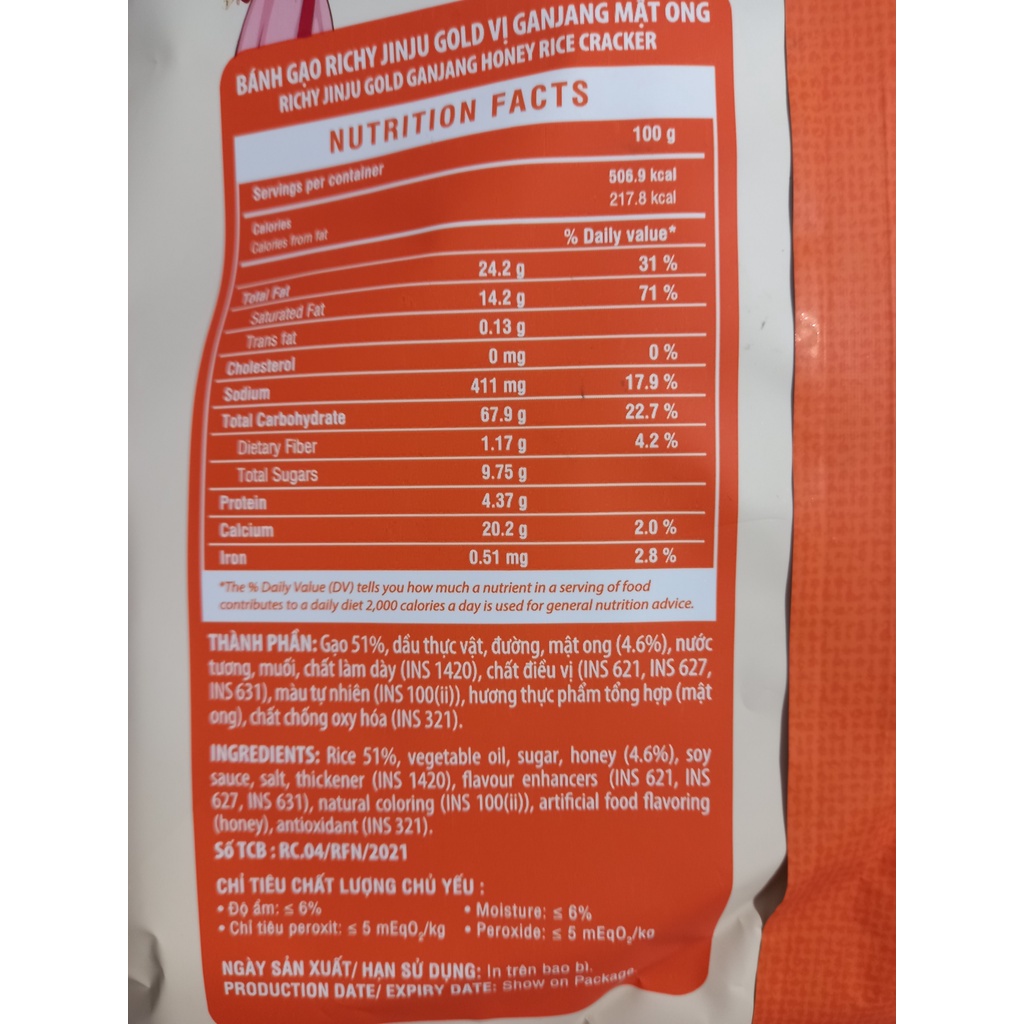 BÁNH GẠO RICHY JINJU GOLD VỊ GANJANG MẬT ONG
RICHY JINJU GOLD GANJANG HONEY RICE CRACKER
NUTRITION FACTS
Servings per container 100 g
Calories 506.9 kcal
Calories from fat 217.8 kcal
% Daily value*
Total Fat 24.2 g 31 %
Saturated Fat 14.2 g 71 %
Trans fat 0.13 g
Cholesterol 0 mg 0 %
Sodium 411 mg 17.9 %
Total Carbohydrate 67.9 g 22.7 %
Dietary Fiber 1.17 g 4.2 %
Total Sugars 9.75 g
Protein 4.37 g
Calcium 20.2 g 2.0 %
Iron 0.51 mg 2.8 %
*The % Daily Value (DV) tells you how much a nutrient in a serving of food
contributes to a daily diet 2,000 calories a day is used for general nutrition advice.
THÀNH PHẦN: Gạo 51%, dầu thực vật, đường, mật ong (4.6%), nước
tương, muối, chất làm dày (INS 1420), chất điều vị (INS 621, INS 627,
INS 631), màu tự nhiên (INS 100(ii)), hương thực phẩm tổng hợp (mật
ong), chất chống oxy hóa (INS 321).
INGREDIENTS: Rice 51%, vegetable oil, sugar, honey (4.6%), soy
sauce, salt, thickener (INS 1420), flavour enhancers (INS 621, INS
627, INS 631), natural coloring (INS 100(ii)), artificial food flavoring
(honey), antioxidant (INS 321).
Số TCB : RC.04/RFN/2021
CHỈ TIÊU CHẤT LƯỢNG CHỦ YẾU :
• Độ ẩm: ≤ 6% • Moisture: ≤ 6%
• Chỉ tiêu peroxit: ≤ 5 mEqO₂/kg • Peroxide: ≤ 5 mEqO₂/kg
NGÀY SẢN XUẤT/ HẠN SỬ DỤNG: In trên bao bì.
PRODUCTION DATE/ EXPIRY DATE: Show on Package.